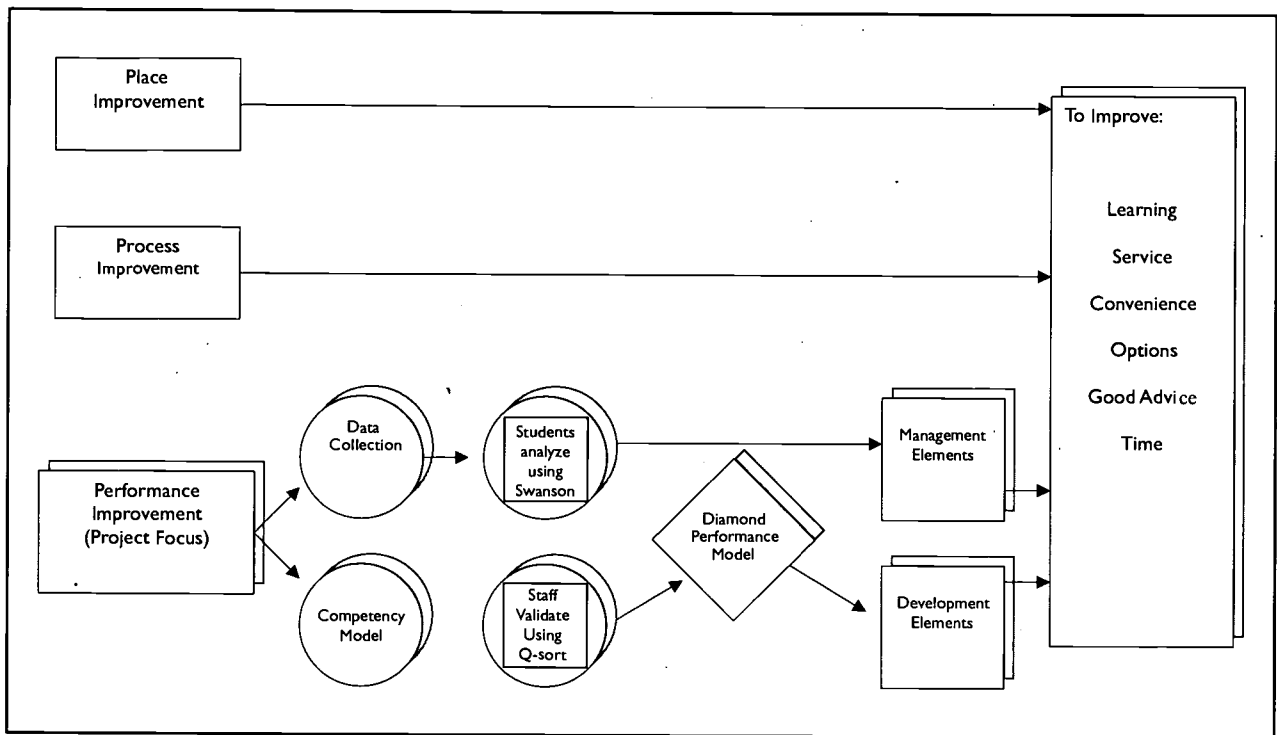 Place
Improvement
To Improve:
Learning
Service
Convenience
Options
Good Advice
Time
Process
Improvement
Performance
Improvement
(Project Focus)
Data
Collection
Students
analyze
using
Swanson
Management
Elements
Diamond
Performance
Model
Competency
Model
Staff
Validate
Using
Q-sort
Development
Elements